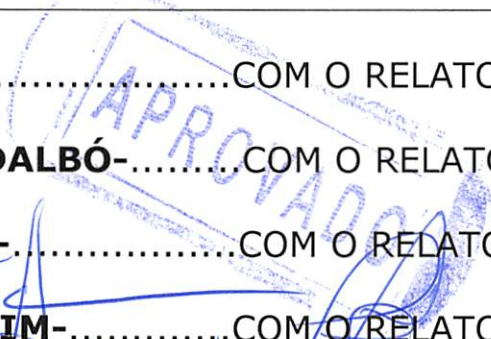 ..................COM O RELATO
DALBÓ-.........COM O RELATO
-.................COM O RELATO
IM-.............COM O RELATO
APROVADO